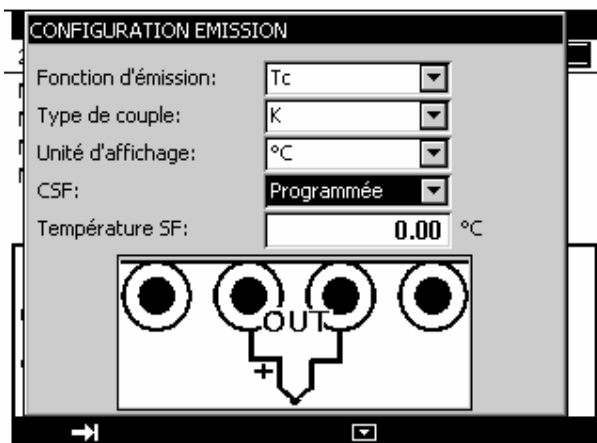 CONFIGURATION EMISSION
Fonction d'émission: Tc
Type de couple: K
Unité d'affichage: °C
CSF: Programmée
Température SF: 0.00 °C
OUT
+